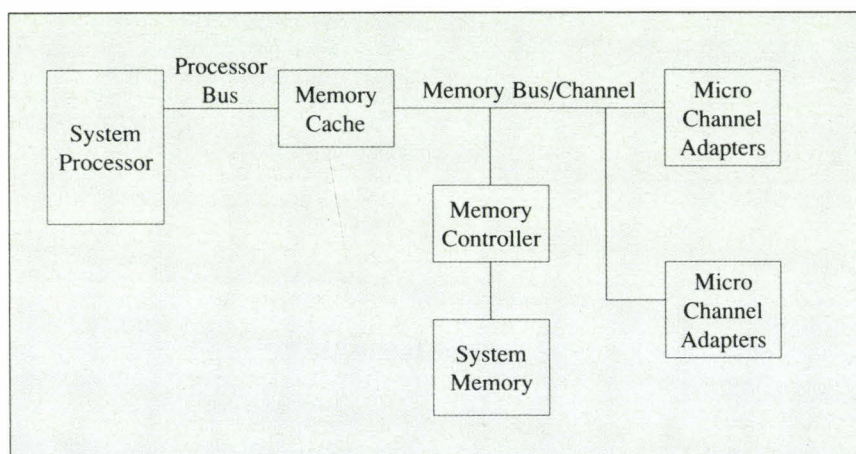 System
Processor
Processor
Bus
Memory
Cache
Memory Bus/Channel
Micro
Channel
Adapters
Memory
Controller
System
Memory
Micro
Channel
Adapters